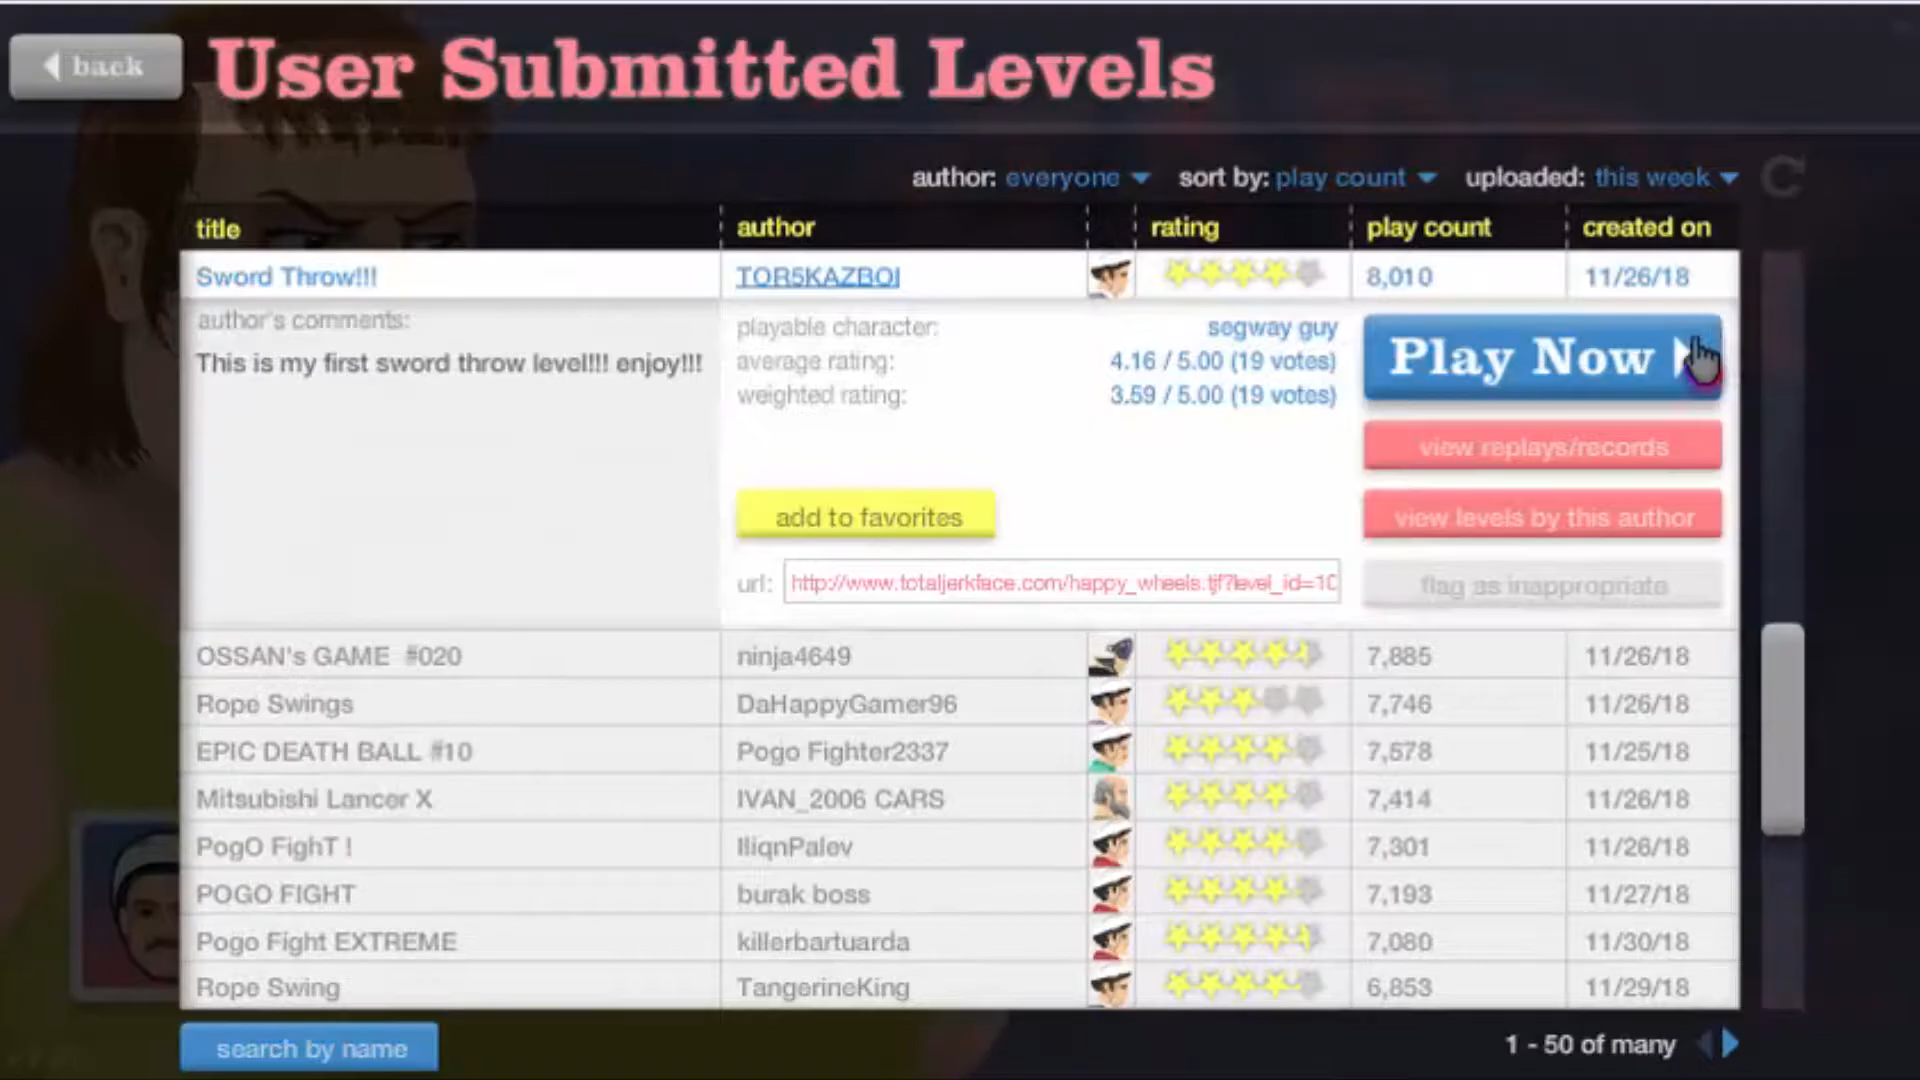 back
User Submitted Levels
author: everyone sort by: play count uploaded: this week
title author rating play count created on
Sword Throw!!! TOR5KAZBOI 8,010 11/26/18
author's comments:
This is my first sword throw level!!! enjoy!!!
playable character: segway guy
average rating: 4.16 / 5.00 (19 votes)
weighted rating: 3.59 / 5.00 (19 votes)
Play Now
view replays/records
add to favorites
view levels by this author
url: http://www.totaljerkface.com/happy_wheels.tjf?level_id=10
flag as inappropriate
OSSAN's GAME #020 ninja4649 7,885 11/26/18
Rope Swings DaHappyGamer96 7,746 11/26/18
EPIC DEATH BALL #10 Pogo Fighter2337 7,578 11/25/18
Mitsubishi Lancer X IVAN_2006 CARS 7,414 11/26/18
PogO FighT ! IliqnPalev 7,301 11/26/18
POGO FIGHT burak boss 7,193 11/27/18
Pogo Fight EXTREME killerbartuarda 7,080 11/30/18
Rope Swing TangerineKing 6,853 11/29/18
search by name
1 - 50 of many